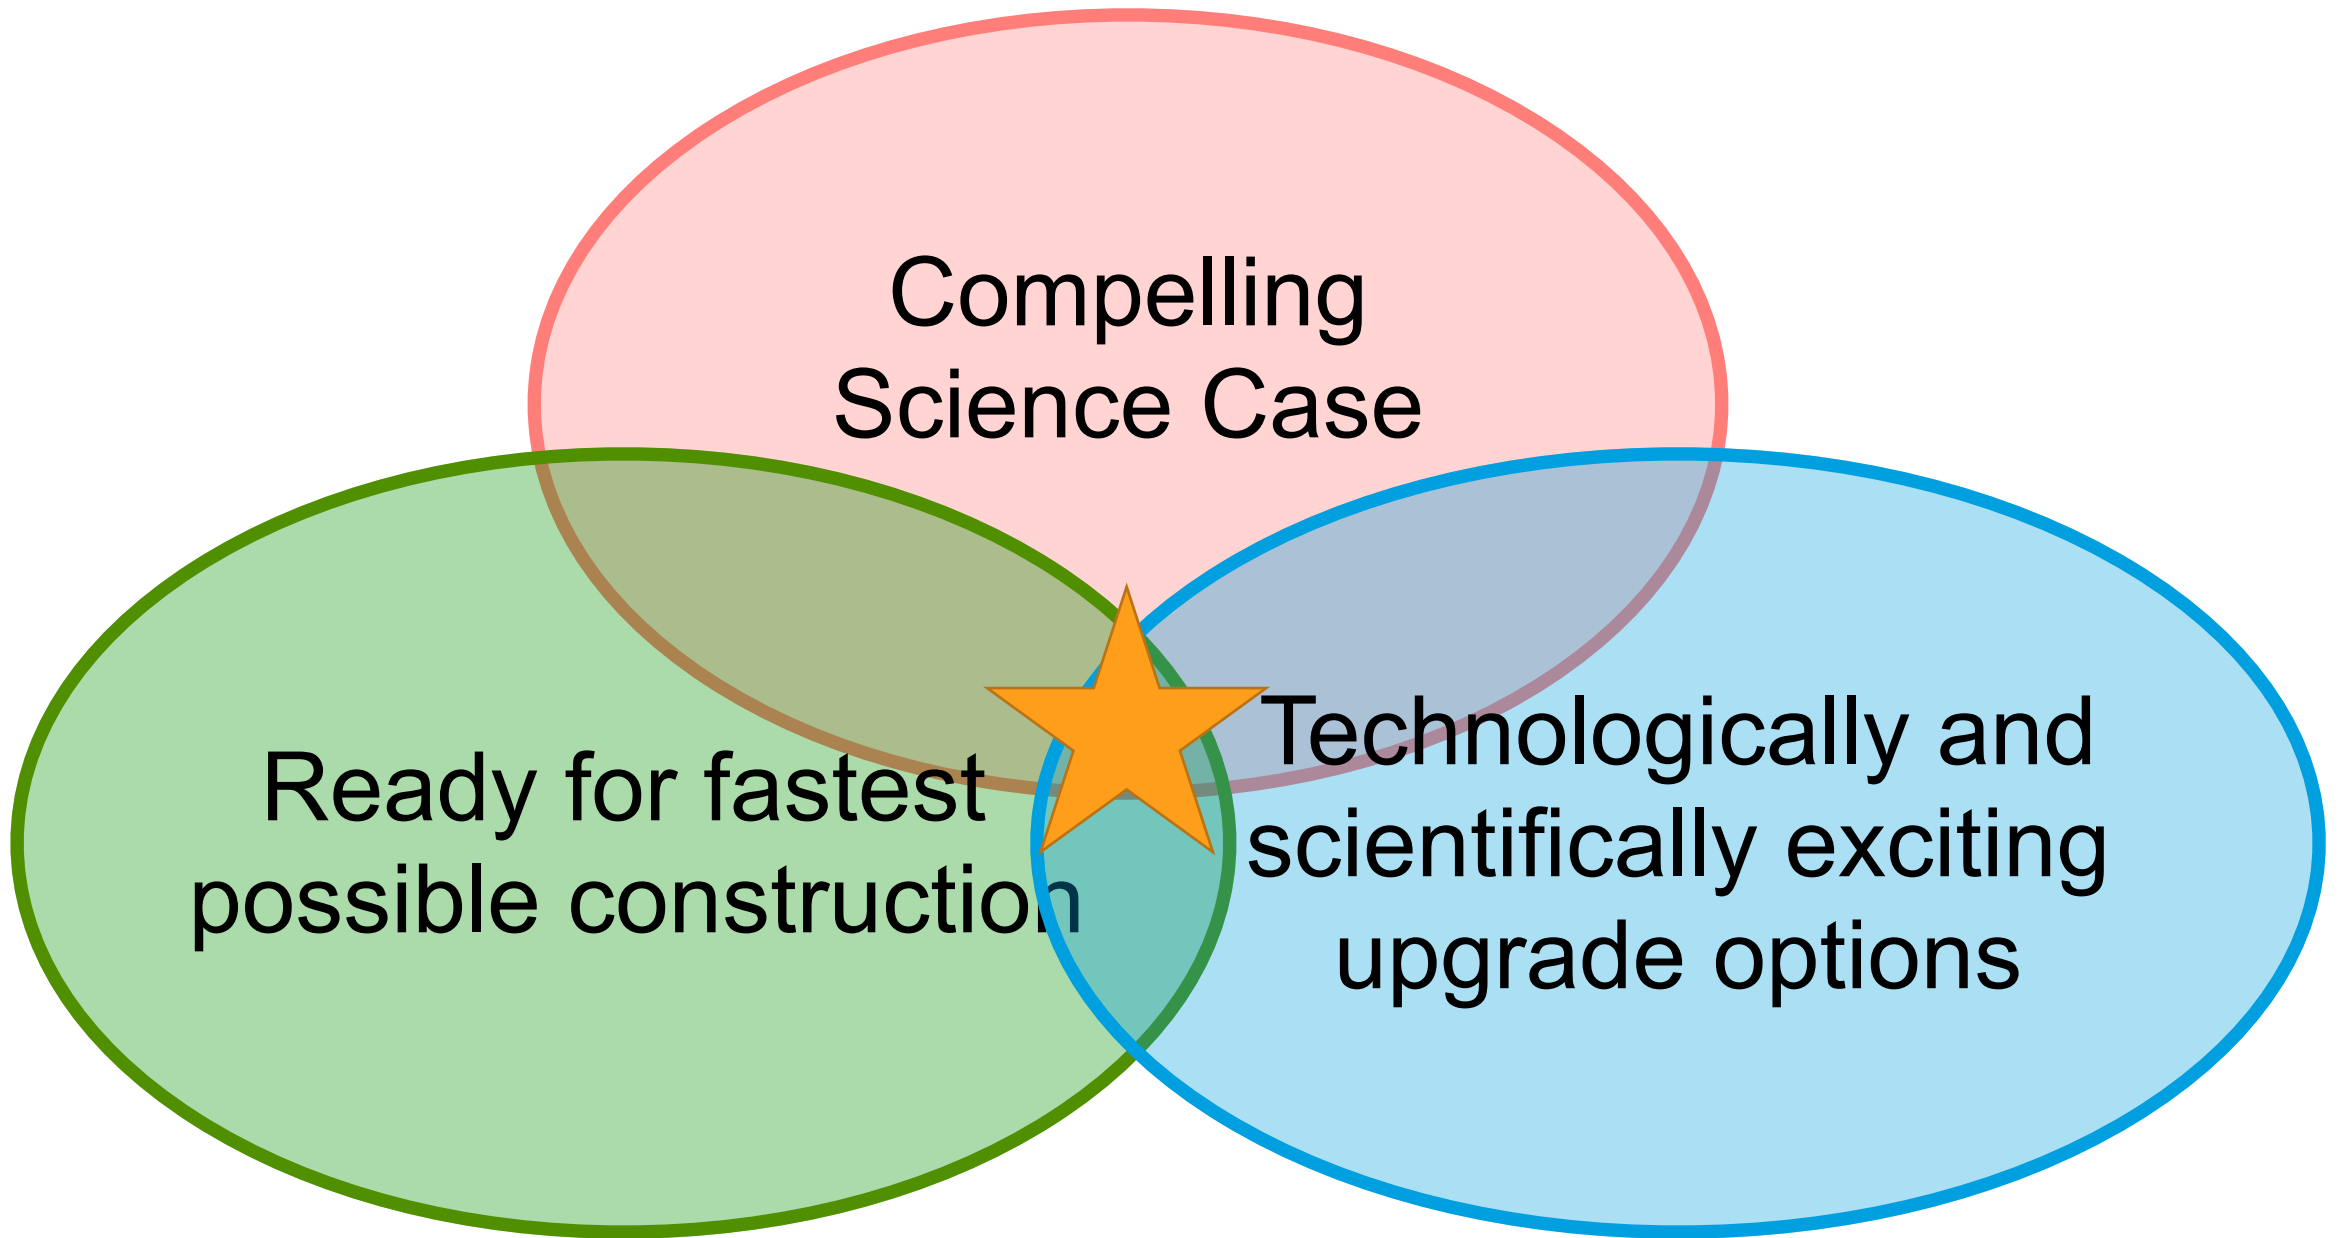 Compelling
Science Case
Ready for fastest
possible construction
Technologically and
scientifically exciting
upgrade options